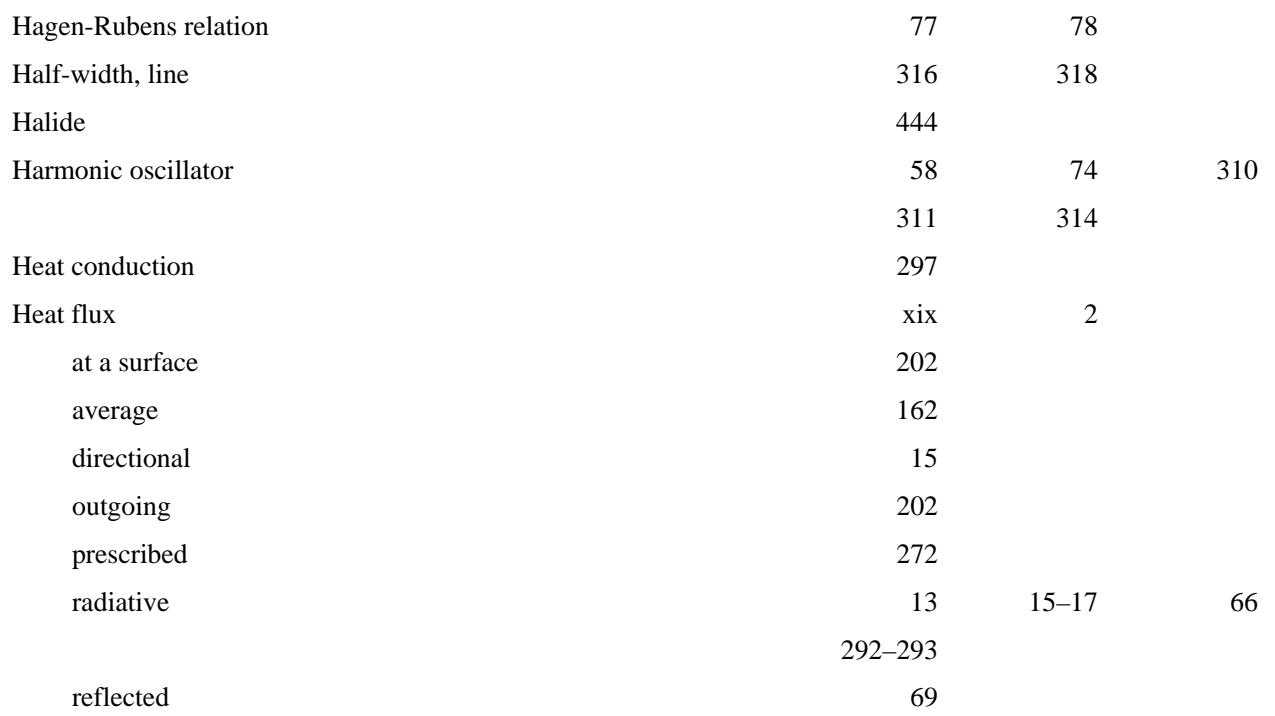 Hagen-Rubens relation 77 78
Half-width, line 316 318
Halide 444
Harmonic oscillator 58 74 310
311 314
Heat conduction 297
Heat flux xix 2
at a surface 202
average 162
directional 15
outgoing 202
prescribed 272
radiative 13 15–17 66
292–293
reflected 69